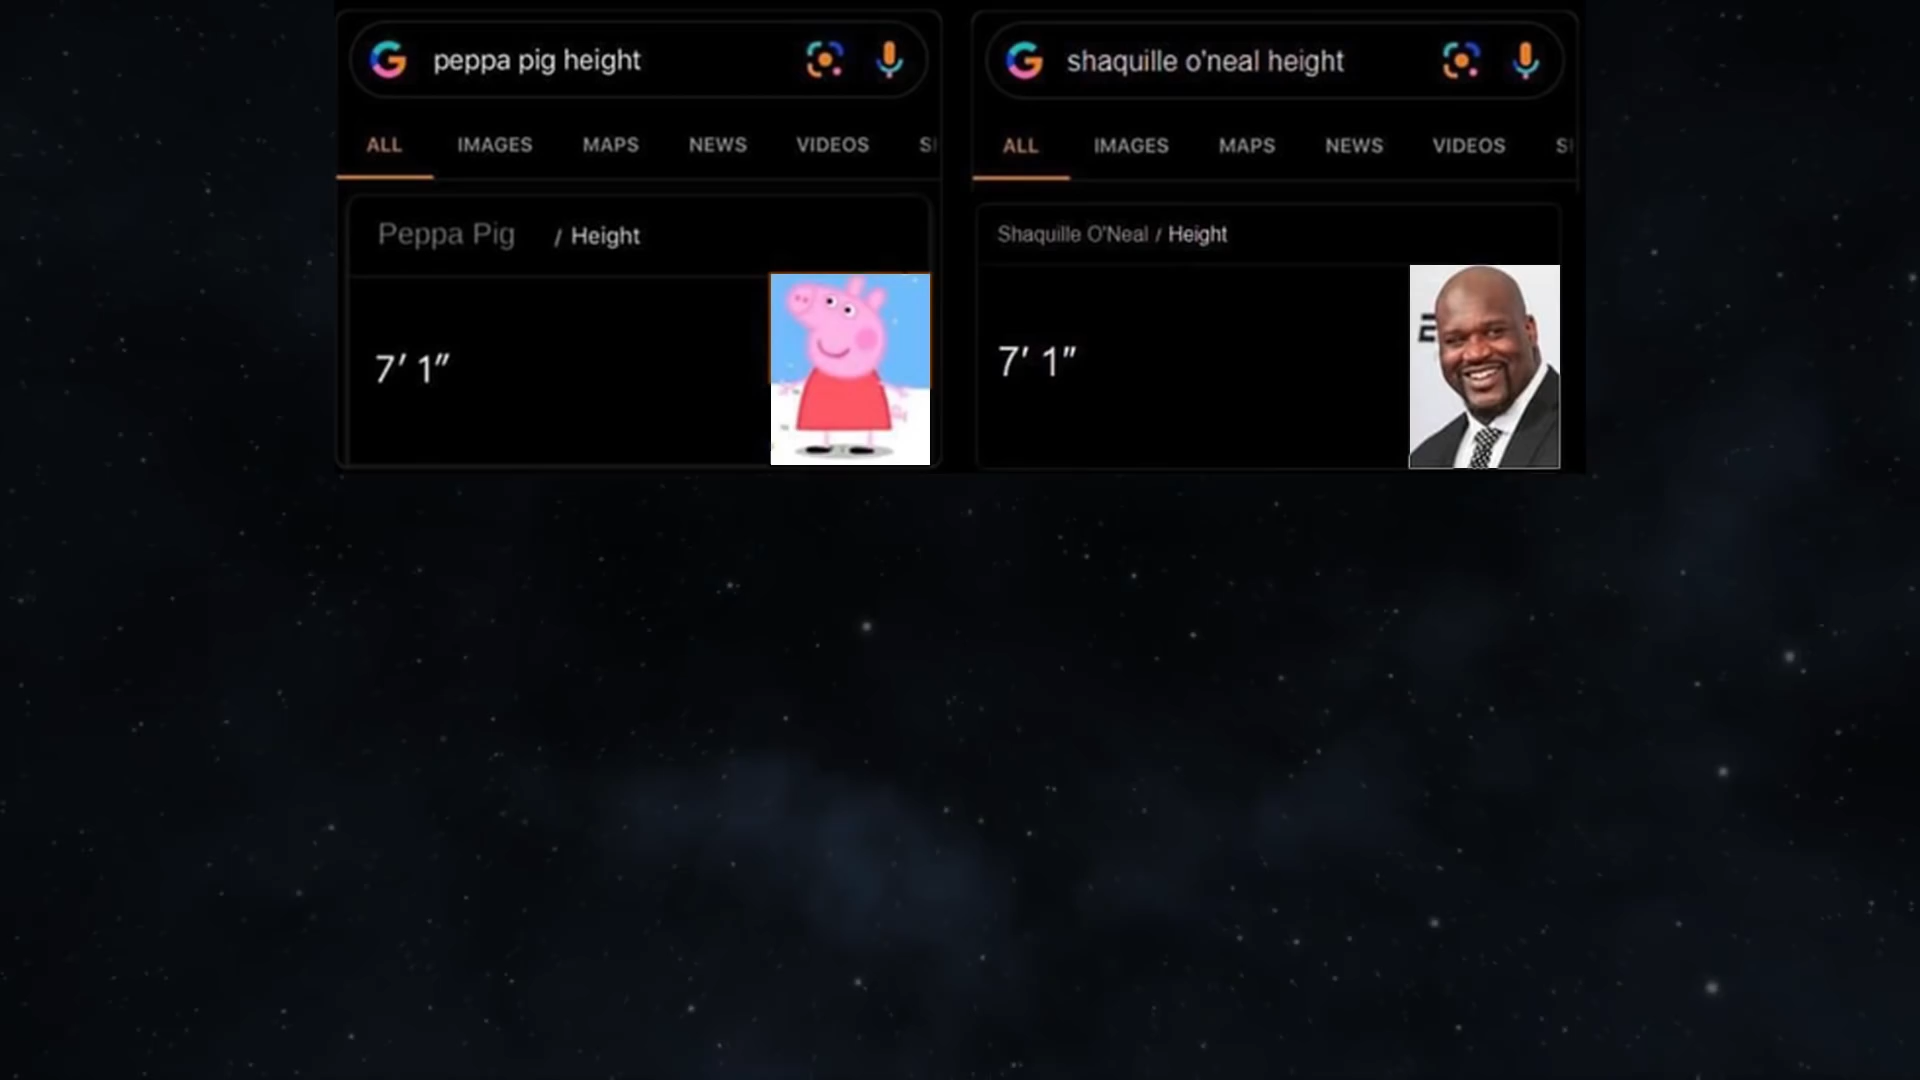 peppa pig height
ALL IMAGES MAPS NEWS VIDEOS
Peppa Pig / Height
7′ 1″
shaquille o'neal height
ALL IMAGES MAPS NEWS VIDEOS
Shaquille O'Neal / Height
7′ 1″